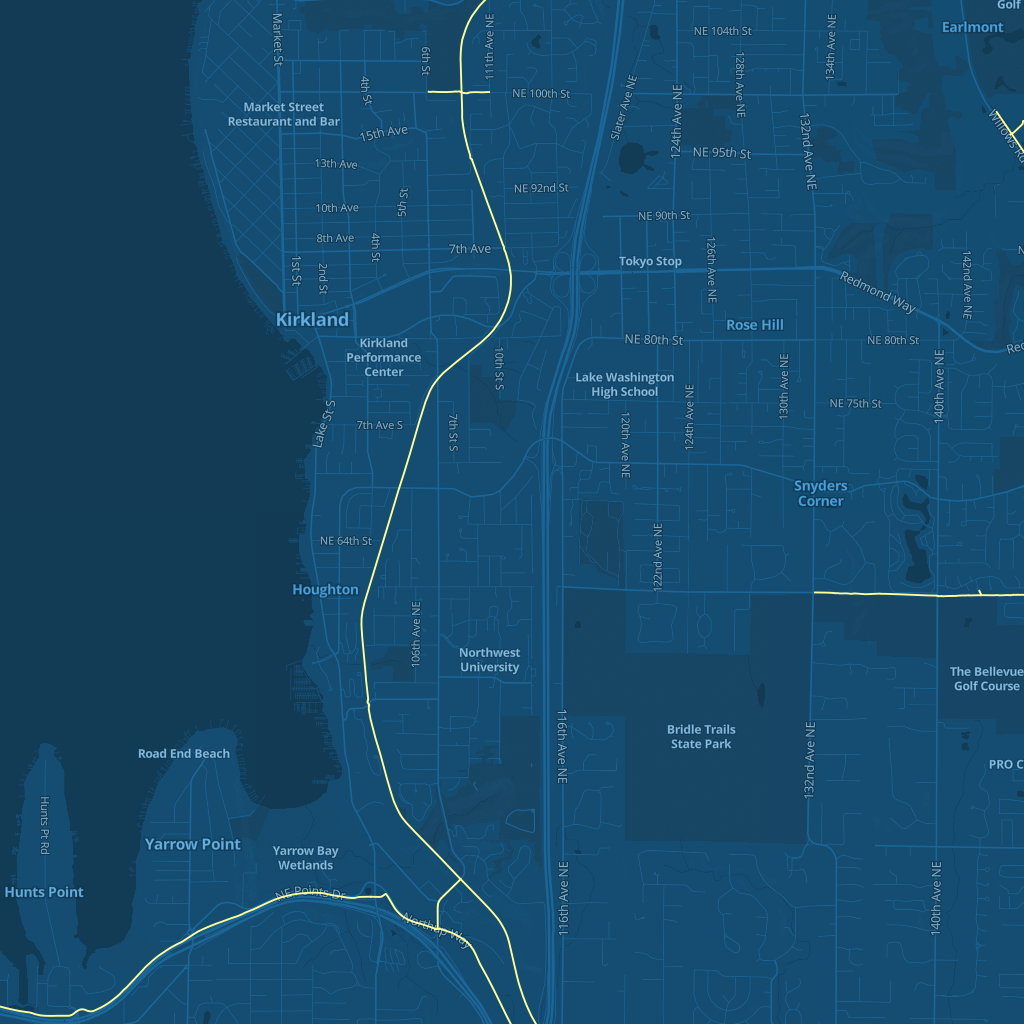 Golf
Earlmont
Market St
6th St
111th Ave NE
NE 104th St
128th Ave NE
134th Ave NE
4th St
NE 100th St
Slater Ave NE
124th Ave NE
Market Street
Restaurant and Bar
15th Ave
Willows Rd
13th Ave
NE 95th St
132nd Ave NE
5th St
NE 92nd St
10th Ave
NE 90th St
8th Ave
4th St
7th Ave
126th Ave NE
142nd Ave NE
N
1st St
2nd St
Tokyo Stop
Redmond Way
Kirkland
Rose Hill
Kirkland
Performance
Center
10th St S
NE 80th St
NE 80th St
Red
Lake Washington
High School
130th Ave NE
140th Ave NE
Lake St S
7th Ave S
7th St S
120th Ave NE
124th Ave NE
NE 75th St
Snyders
Corner
NE 64th St
122nd Ave NE
Houghton
106th Ave NE
Northwest
University
The Bellevue
Golf Course
116th Ave NE
Bridle Trails
State Park
132nd Ave NE
Road End Beach
PRO C
Hunts Pt Rd
Yarrow Point
Yarrow Bay
Wetlands
Hunts Point
NE Points Dr
Northup Way
116th Ave NE
140th Ave NE